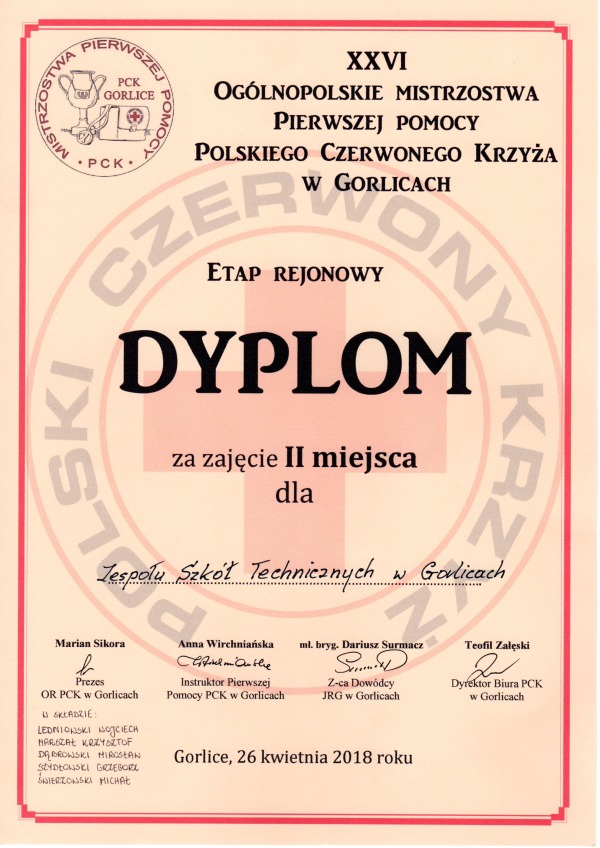 MISTRZOSTWA PIERWSZEJ POMOCY
PCK
GORLICE
· PCK ·
XXVI
OGÓLNOPOLSKIE MISTRZOSTWA
PIERWSZEJ POMOCY
POLSKIEGO CZERWONEGO KRZYŻA
W GORLICACH
POLSKI CZERWONY KRZYŻ
ETAP REJONOWY
DYPLOM
za zajęcie II miejsca
dla
Zespołu Szkół Technicznych w Gorlicach
Marian Sikora
Prezes
OR PCK w Gorlicach
Anna Wirchniańska
Instruktor Pierwszej
Pomocy PCK w Gorlicach
mł. bryg. Dariusz Surmacz
Z-ca Dowódcy
JRG w Gorlicach
Teofil Załęski
Dyrektor Biura PCK
w Gorlicach
W SKŁADZIE:
LEDNIOWSKI WOJCIECH
MARSZAŁ KRZYSZTOF
DĄBROWSKI MIROSŁAW
SZYDŁOWSKI GRZEGORZ
ŚWIERZOWSKI MICHAŁ
Gorlice, 26 kwietnia 2018 roku